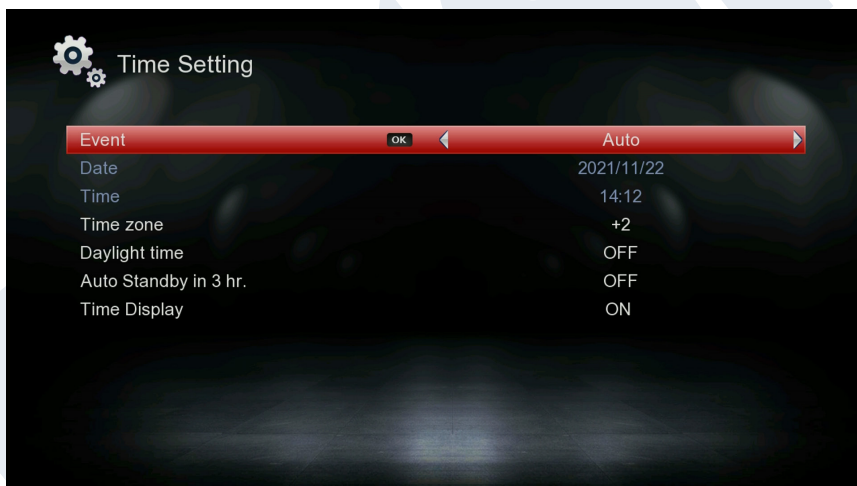 Time Setting
Event OK Auto
Date 2021/11/22
Time 14:12
Time zone +2
Daylight time OFF
Auto Standby in 3 hr. OFF
Time Display ON